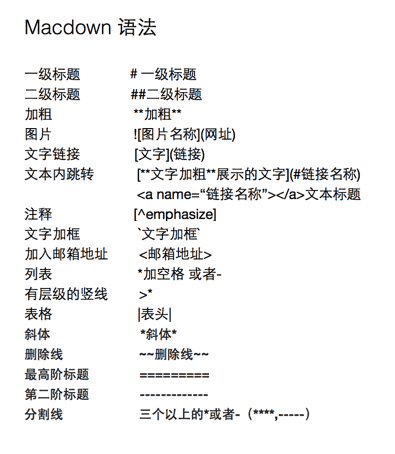 Macdown 语法
一级标题 # 一级标题
二级标题 ##二级标题
加粗 **加粗**
图片 ![图片名称](网址)
文字链接 [文字](链接)
文本内跳转 [**文字加粗**展示的文字](#链接名称)
<a name=“链接名称”></a>文本标题
注释 [^emphasize]
文字加框 `文字加框`
加入邮箱地址 <邮箱地址>
列表 *加空格 或者-
有层级的竖线 >*
表格 |表头|
斜体 *斜体*
删除线 ~~删除线~~
最高阶标题 =========
第二阶标题 -------------
分割线 三个以上的*或者-（****,-----）